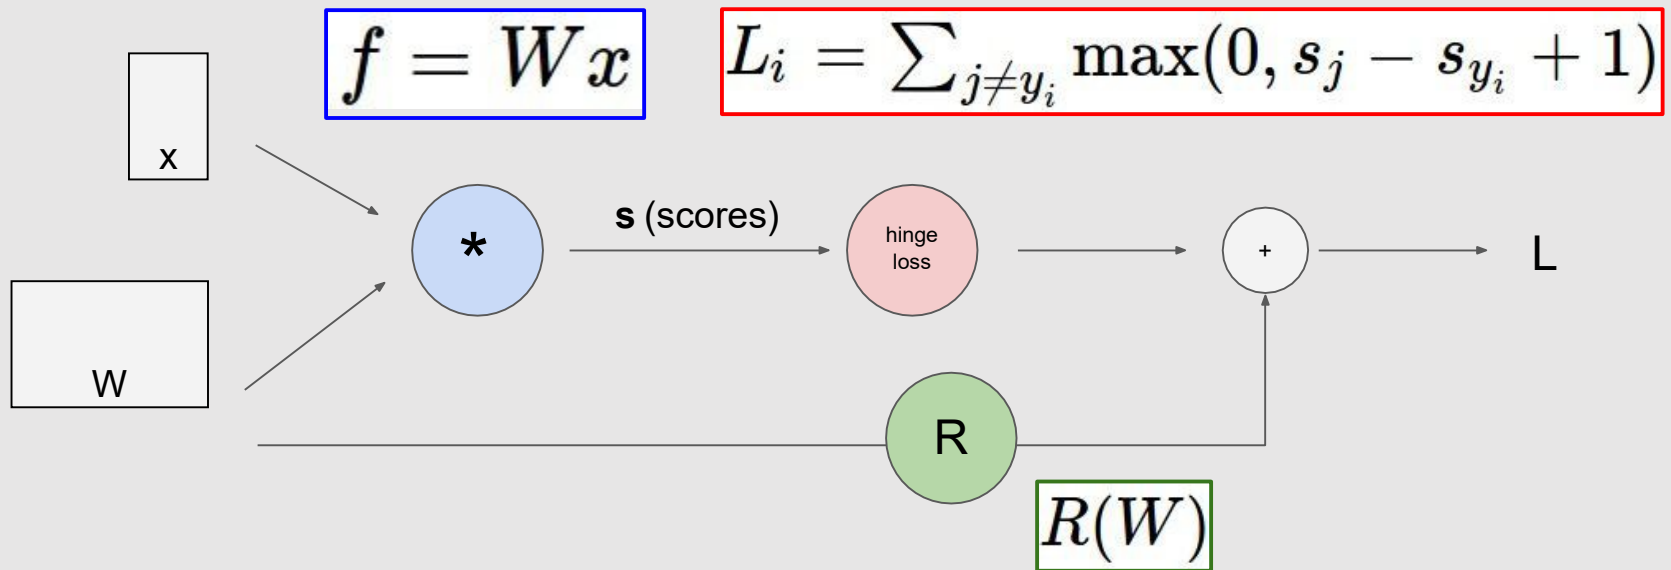 f = Wx
L_i = ∑_{j≠y_i} max(0, s_j − s_{y_i} + 1)
x
*
s (scores)
hinge
loss
+
L
W
R
R(W)